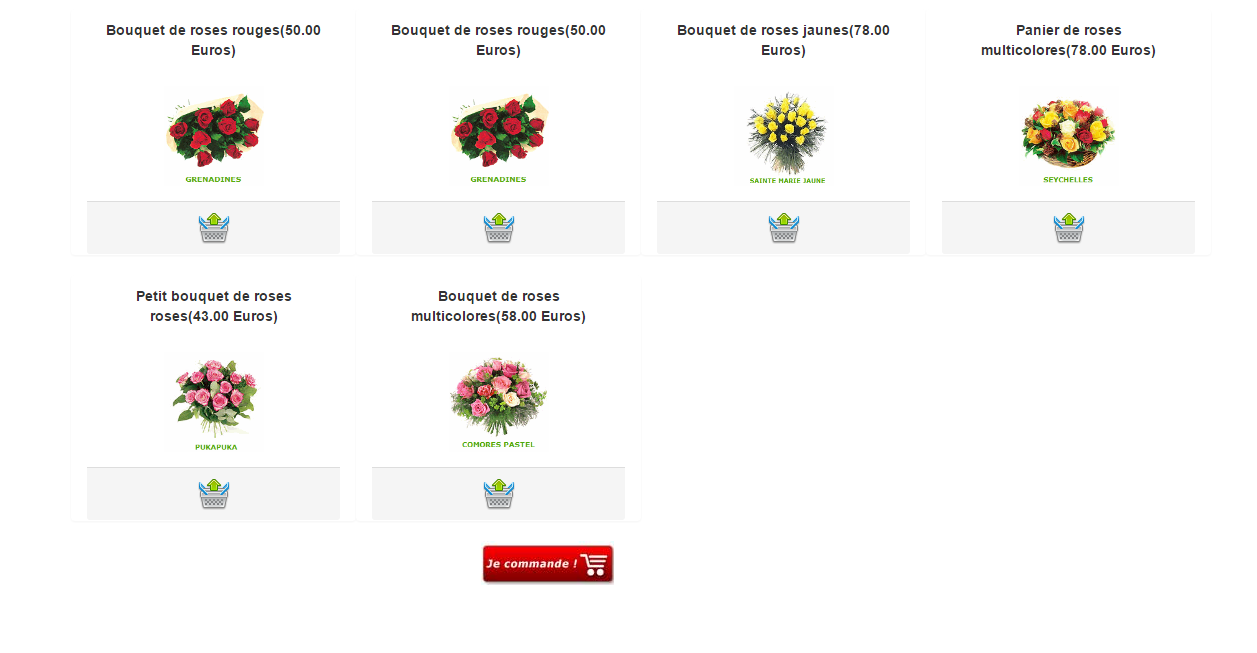 Bouquet de roses rouges(50.00
Euros)
GRENADINES
Bouquet de roses rouges(50.00
Euros)
GRENADINES
Bouquet de roses jaunes(78.00
Euros)
SAINTE MARIE JAUNE
Panier de roses
multicolores(78.00 Euros)
SEYCHELLES
Petit bouquet de roses
roses(43.00 Euros)
PUKAPUKA
Bouquet de roses
multicolores(58.00 Euros)
COMORES PASTEL
Je commande !